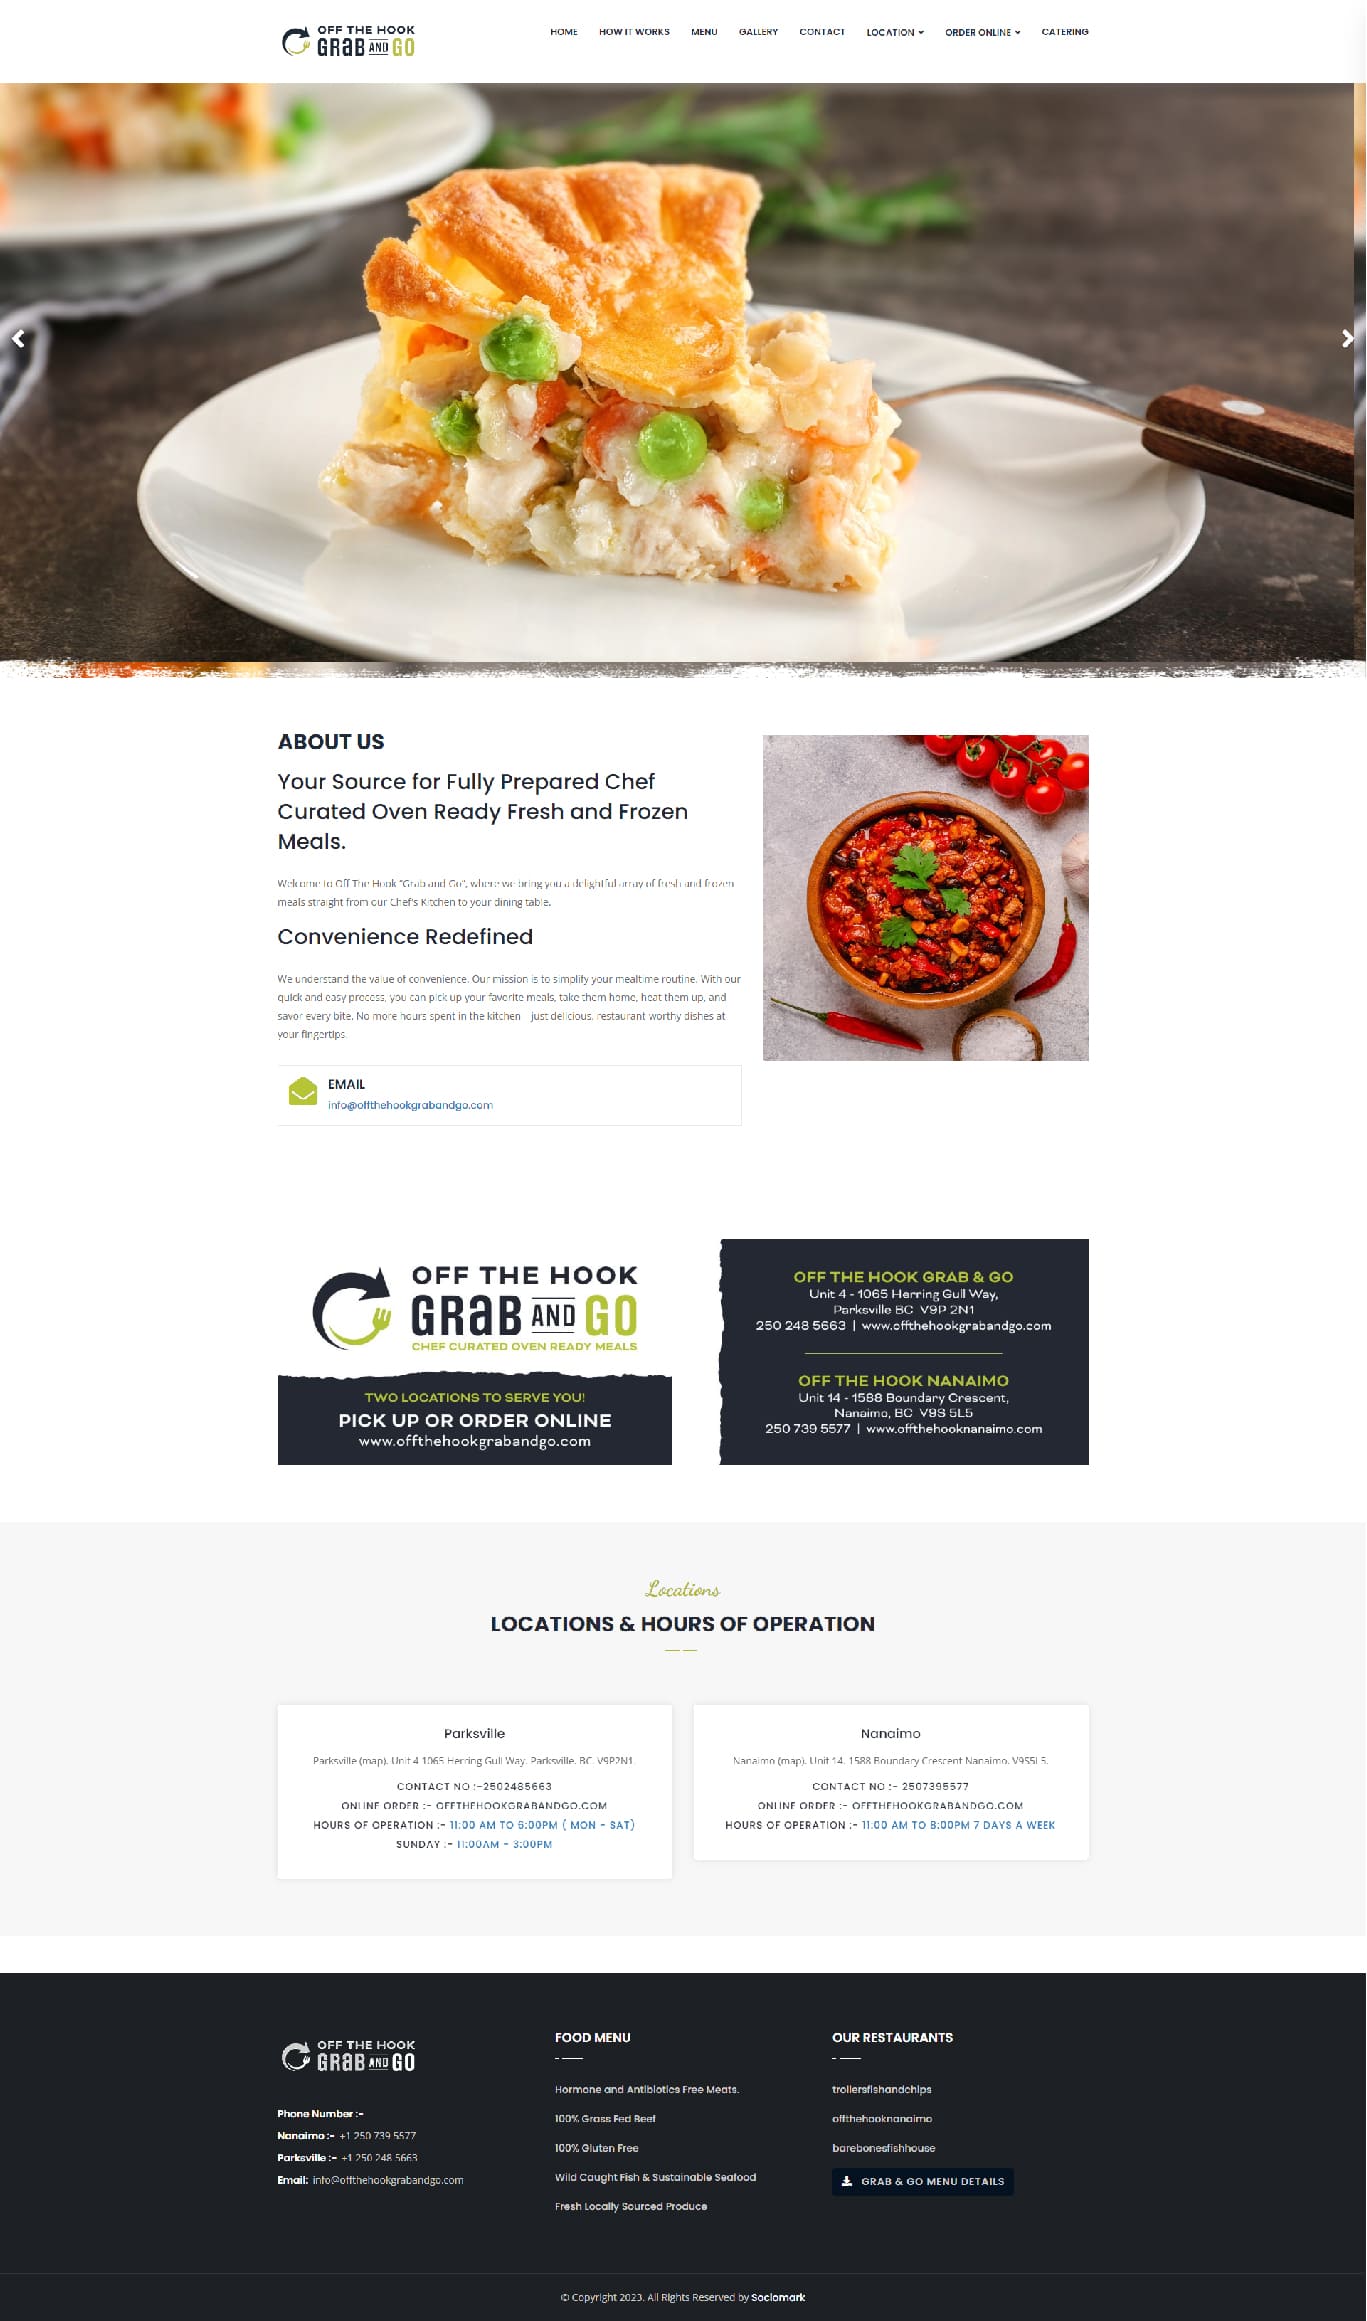 OFF THE HOOK
GRAB AND GO
HOME HOW IT WORKS MENU GALLERY CONTACT LOCATION ORDER ONLINE CATERING
ABOUT US
Your Source for Fully Prepared Chef
Curated Oven Ready Fresh and Frozen
Meals.
Welcome to Off The Hook “Grab and Go”, where we bring you a delightful array of fresh and frozen
meals straight from our Chef's Kitchen to your dining table.
Convenience Redefined
We understand the value of convenience. Our mission is to simplify your mealtime routine. With our
quick and easy process, you can pick up your favorite meals, take them home, heat them up, and
savor every bite. No more hours spent in the kitchen – just delicious, restaurant-worthy dishes at
your fingertips.
EMAIL
info@offthehookgrabandgo.com
OFF THE HOOK
GRAB AND GO
CHEF CURATED OVEN READY MEALS
TWO LOCATIONS TO SERVE YOU!
PICK UP OR ORDER ONLINE
www.offthehookgrabandgo.com
OFF THE HOOK GRAB & GO
Unit 4 - 1065 Herring Gull Way,
Parksville BC V9P 2N1
250 248 5663 | www.offthehookgrabandgo.com
OFF THE HOOK NANAIMO
Unit 14 - 1588 Boundary Crescent,
Nanaimo, BC V9S 5L5
250 739 5577 | www.offthehooknanaimo.com
Locations
LOCATIONS & HOURS OF OPERATION
Parksville
Parksville (map). Unit 4 1065 Herring Gull Way. Parksville. BC. V9P2N1.
CONTACT NO :-2502485663
ONLINE ORDER :- OFFTHEHOOKGRABANDGO.COM
HOURS OF OPERATION :- 11:00 AM TO 6:00PM ( MON - SAT)
SUNDAY :- 11:00AM - 3:00PM
Nanaimo
Nanaimo (map). Unit 14. 1588 Boundary Crescent Nanaimo. V9S5L5.
CONTACT NO :- 2507395577
ONLINE ORDER :- OFFTHEHOOKGRABANDGO.COM
HOURS OF OPERATION :- 11:00 AM TO 8:00PM 7 DAYS A WEEK
OFF THE HOOK
GRAB AND GO
Phone Number :-
Nanaimo :- +1 250 739 5577
Parksville :- +1 250 248 5663
Email: info@offthehookgrabandgo.com
FOOD MENU
Hormone and Antibiotics Free Meats.
100% Grass Fed Beef
100% Gluten Free
Wild Caught Fish & Sustainable Seafood
Fresh Locally Sourced Produce
OUR RESTAURANTS
trollersfishandchips
offthehooknanaimo
barebonesfishhouse
GRAB & GO MENU DETAILS
© Copyright 2023. All Rights Reserved by Sociomark